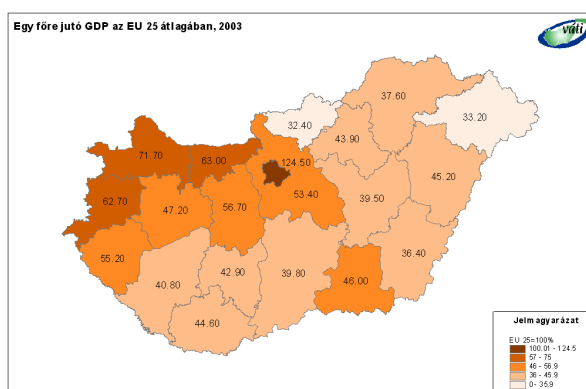 Egy főre jutó GDP az EU 25 átlagában, 2003
váti
37.60
32.40
33.20
43.90
71.70
63.00
124.50
45.20
62.70
53.40
39.50
47.20
56.70
55.20
36.40
42.90
39.80
46.00
40.80
44.60
Jelmagyarázat
EU 25=100%
100.01 - 124.5
57 - 75
46 - 56.9
36 - 45.9
0 - 35.9